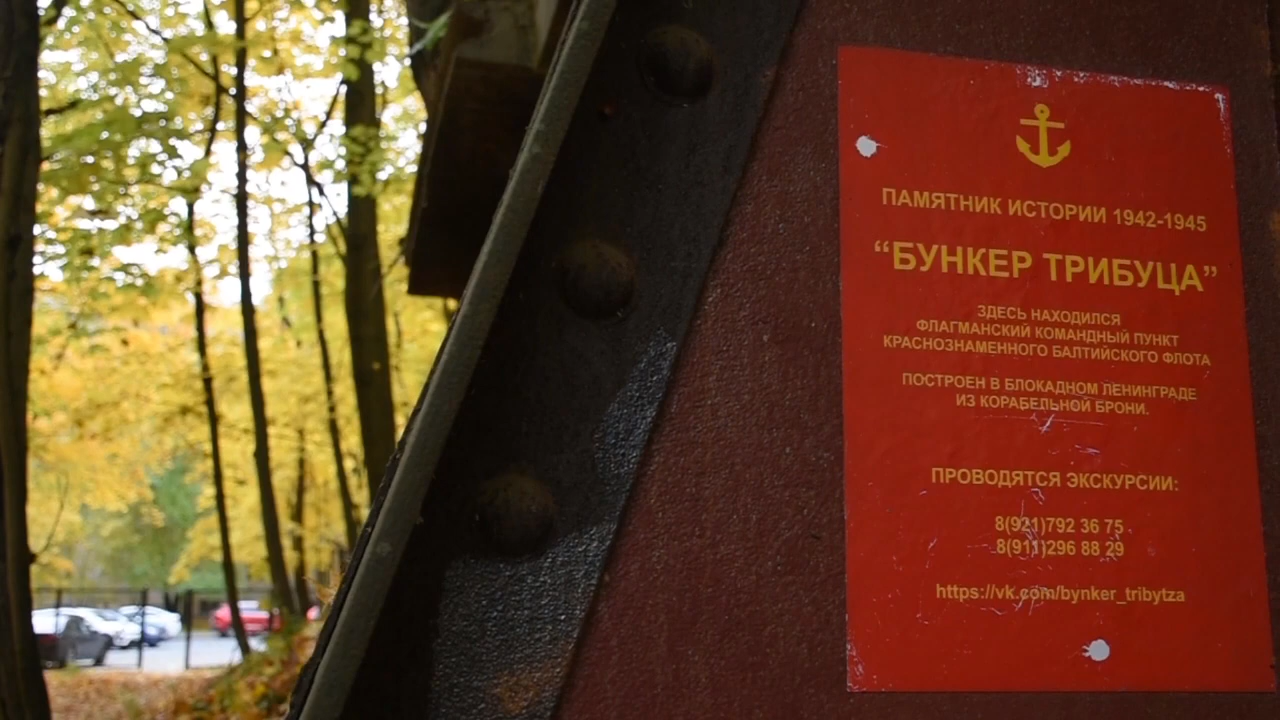 ПАМЯТНИК ИСТОРИИ 1942-1945
“БУНКЕР ТРИБУЦА”
ЗДЕСЬ НАХОДИЛСЯ
ФЛАГМАНСКИЙ КОМАНДНЫЙ ПУНКТ
КРАСНОЗНАМЕННОГО БАЛТИЙСКОГО ФЛОТА
ПОСТРОЕН В БЛОКАДНОМ ЛЕНИНГРАДЕ
ИЗ КОРАБЕЛЬНОЙ БРОНИ.
ПРОВОДЯТСЯ ЭКСКУРСИИ:
8(921)792 36 75
8(911)296 88 29
https://vk.com/bynker_tribytza